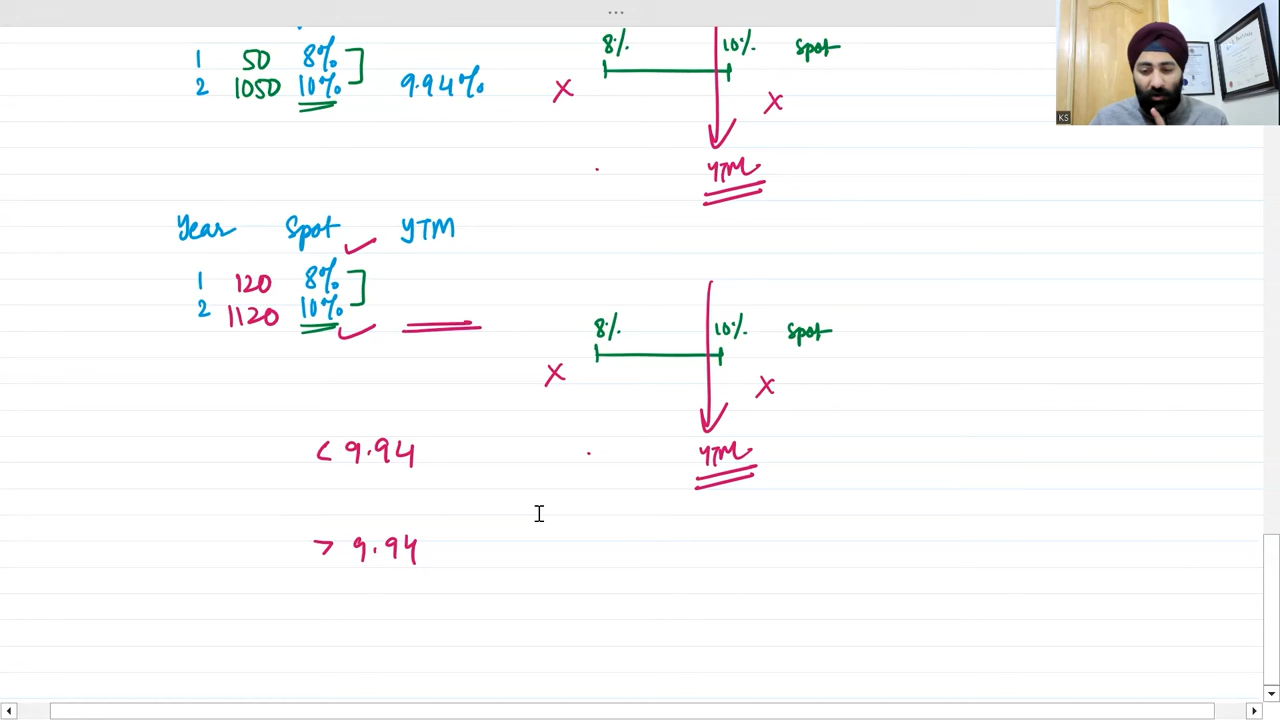 8% 10% Spot
1 50 8%
2 1050 10% 9.94%
X X
YTM
Year Spot YTM
1 120 8%
2 1120 10%
8% 10% Spot
X X
< 9.94
YTM
> 9.94
KS